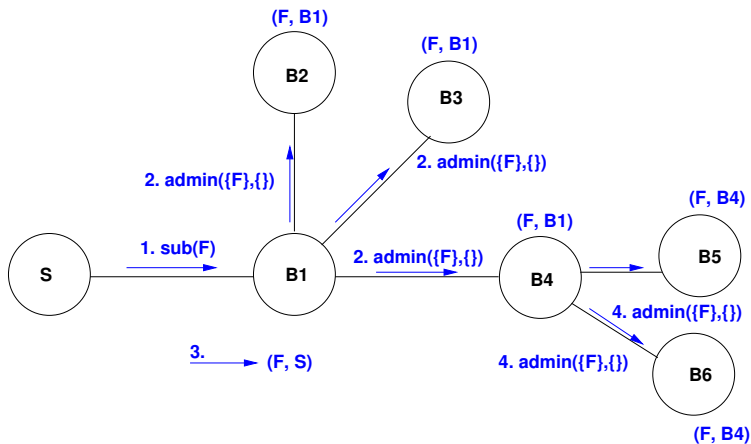 (F, B1)
B2
(F, B1)
B3
2. admin({F},{})
2. admin({F},{})
(F, B1)
(F, B4)
1. sub(F)
2. admin({F},{})
S
B1
B4
B5
4. admin({F},{})
3.
(F, S)
4. admin({F},{})
B6
(F, B4)